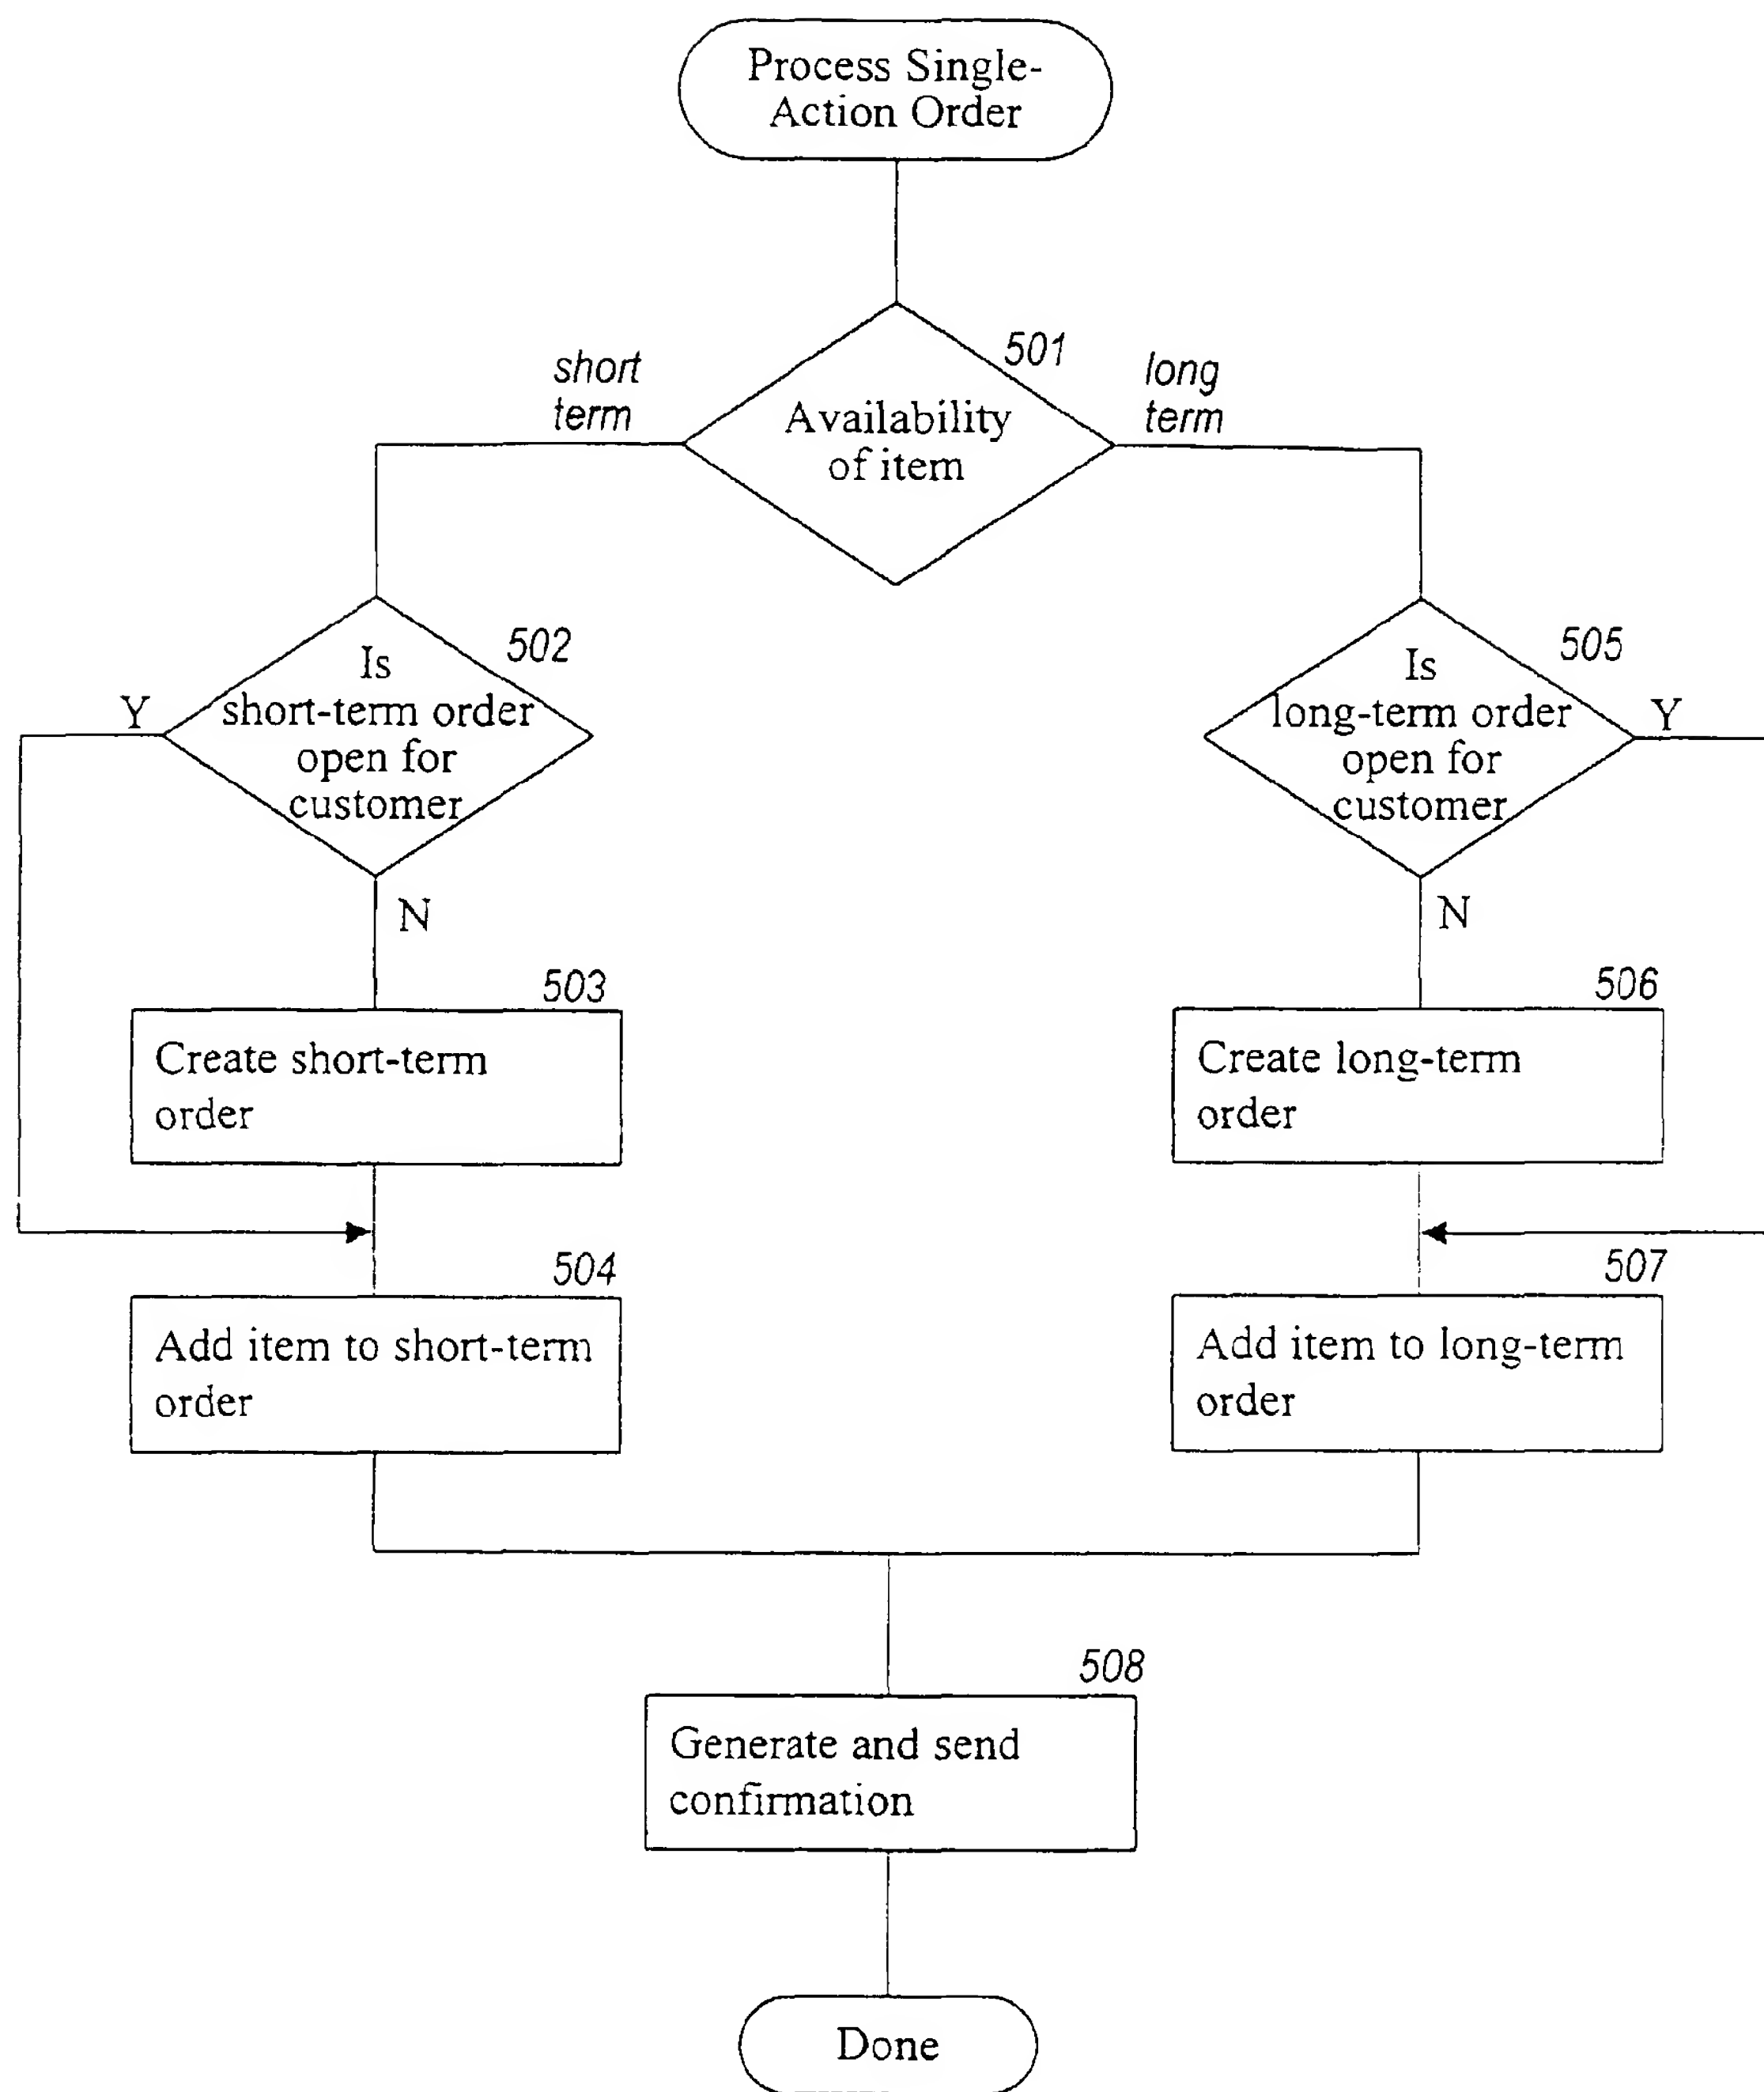 Process Single-
Action Order
501
short
term
long
term
Availability
of item
502
Is
short-term order
open for
customer
Y
N
505
Is
long-term order
open for
customer
Y
N
503
Create short-term
order
506
Create long-term
order
504
Add item to short-term
order
507
Add item to long-term
order
508
Generate and send
confirmation
Done